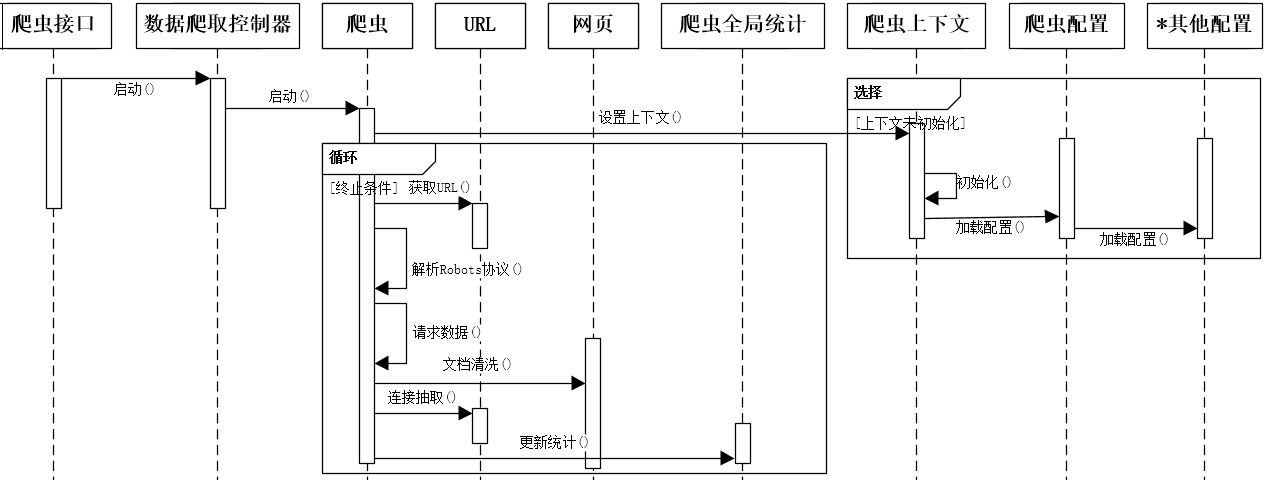 爬虫接口
数据爬取控制器
爬虫
URL
网页
爬虫全局统计
爬虫上下文
爬虫配置
*其他配置
启动()
启动()
设置上下文()
选择
[上下文未初始化]
循环
[终止条件]
获取URL()
初始化()
加载配置()
加载配置()
解析Robots协议()
请求数据()
文档清洗()
连接抽取()
更新统计()